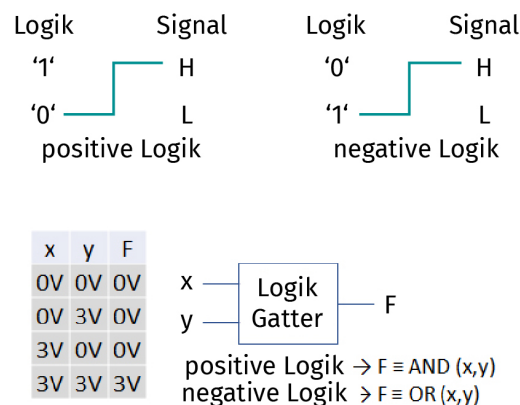 Logik Signal Logik Signal
‘1‘ H ‘0‘ H
‘0‘ L ‘1‘ L
positive Logik negative Logik
x y F
0V 0V 0V
0V 3V 0V
3V 0V 0V
3V 3V 3V
x
y
Logik
Gatter
F
positive Logik → F ≡ AND (x,y)
negative Logik → F ≡ OR (x,y)